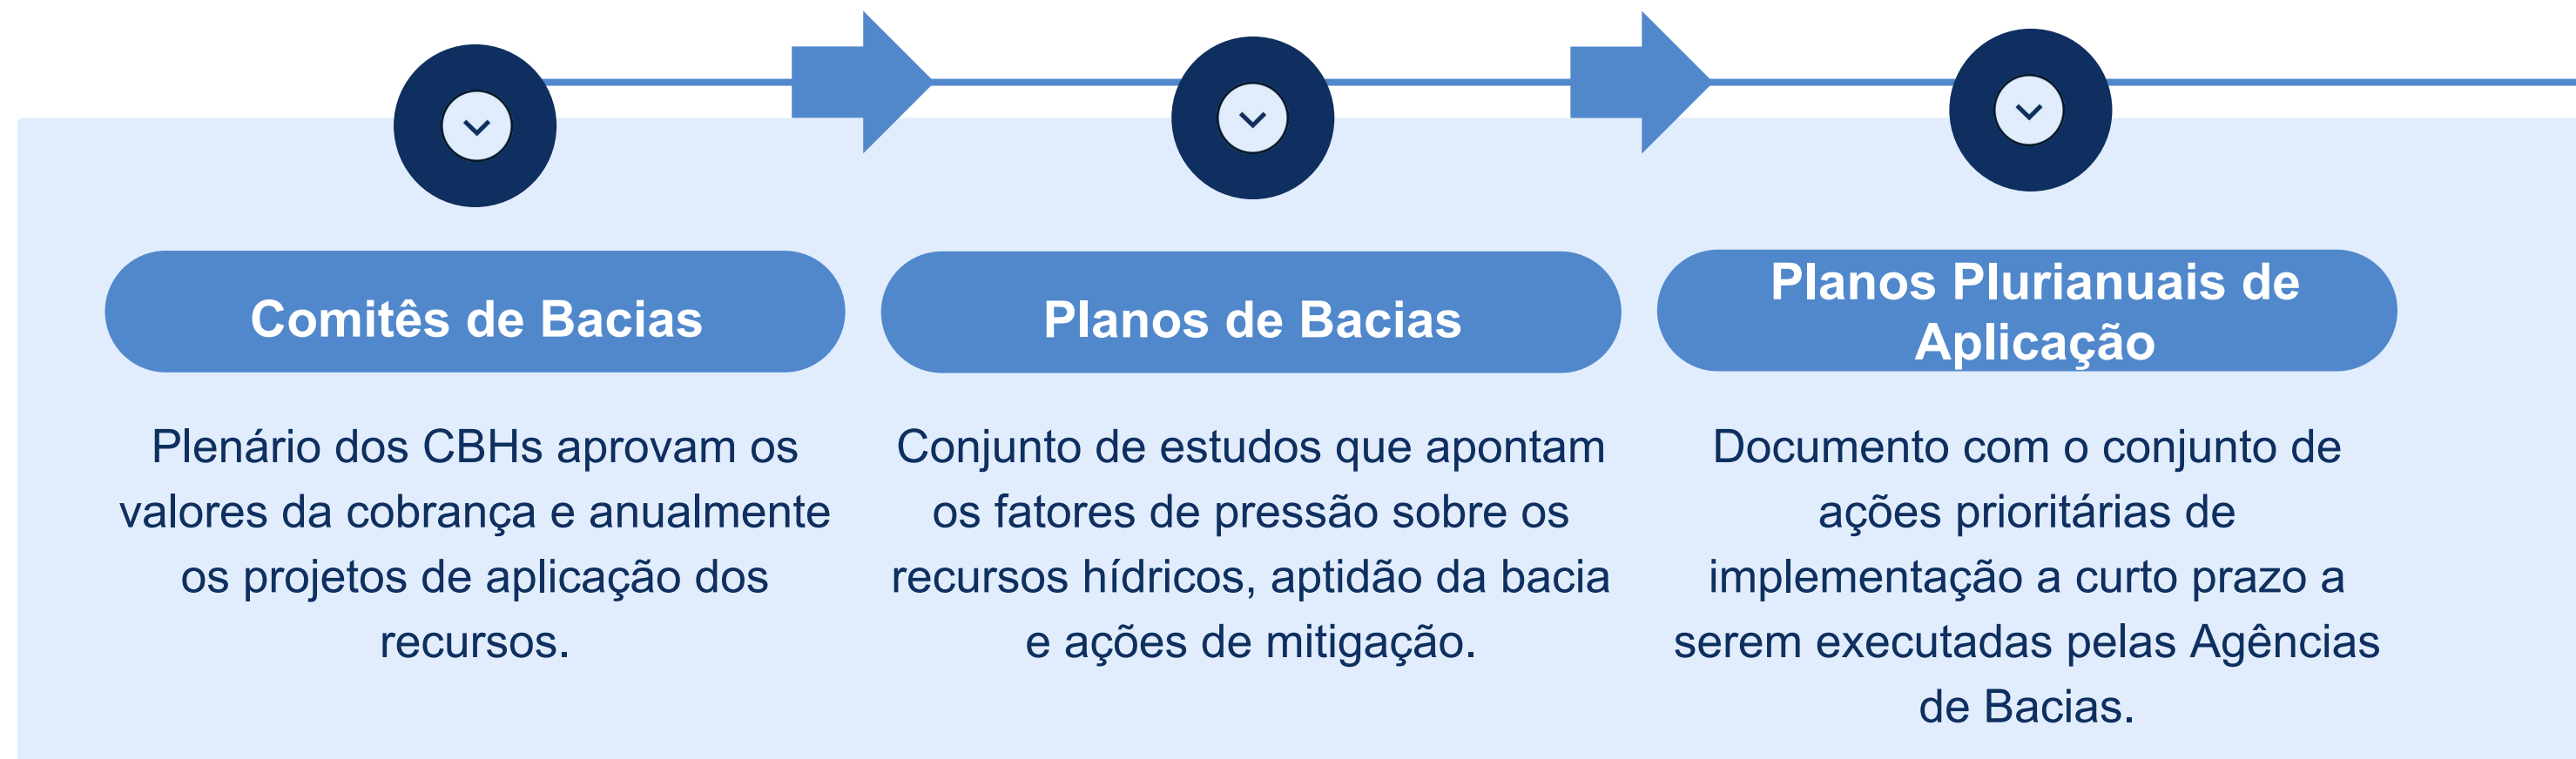 Comitês de Bacias
Plenário dos CBHs aprovam os
valores da cobrança e anualmente
os projetos de aplicação dos
recursos.
Planos de Bacias
Conjunto de estudos que apontam
os fatores de pressão sobre os
recursos hídricos, aptidão da bacia
e ações de mitigação.
Planos Plurianuais de
Aplicação
Documento com o conjunto de
ações prioritárias de
implementação a curto prazo a
serem executadas pelas Agências
de Bacias.